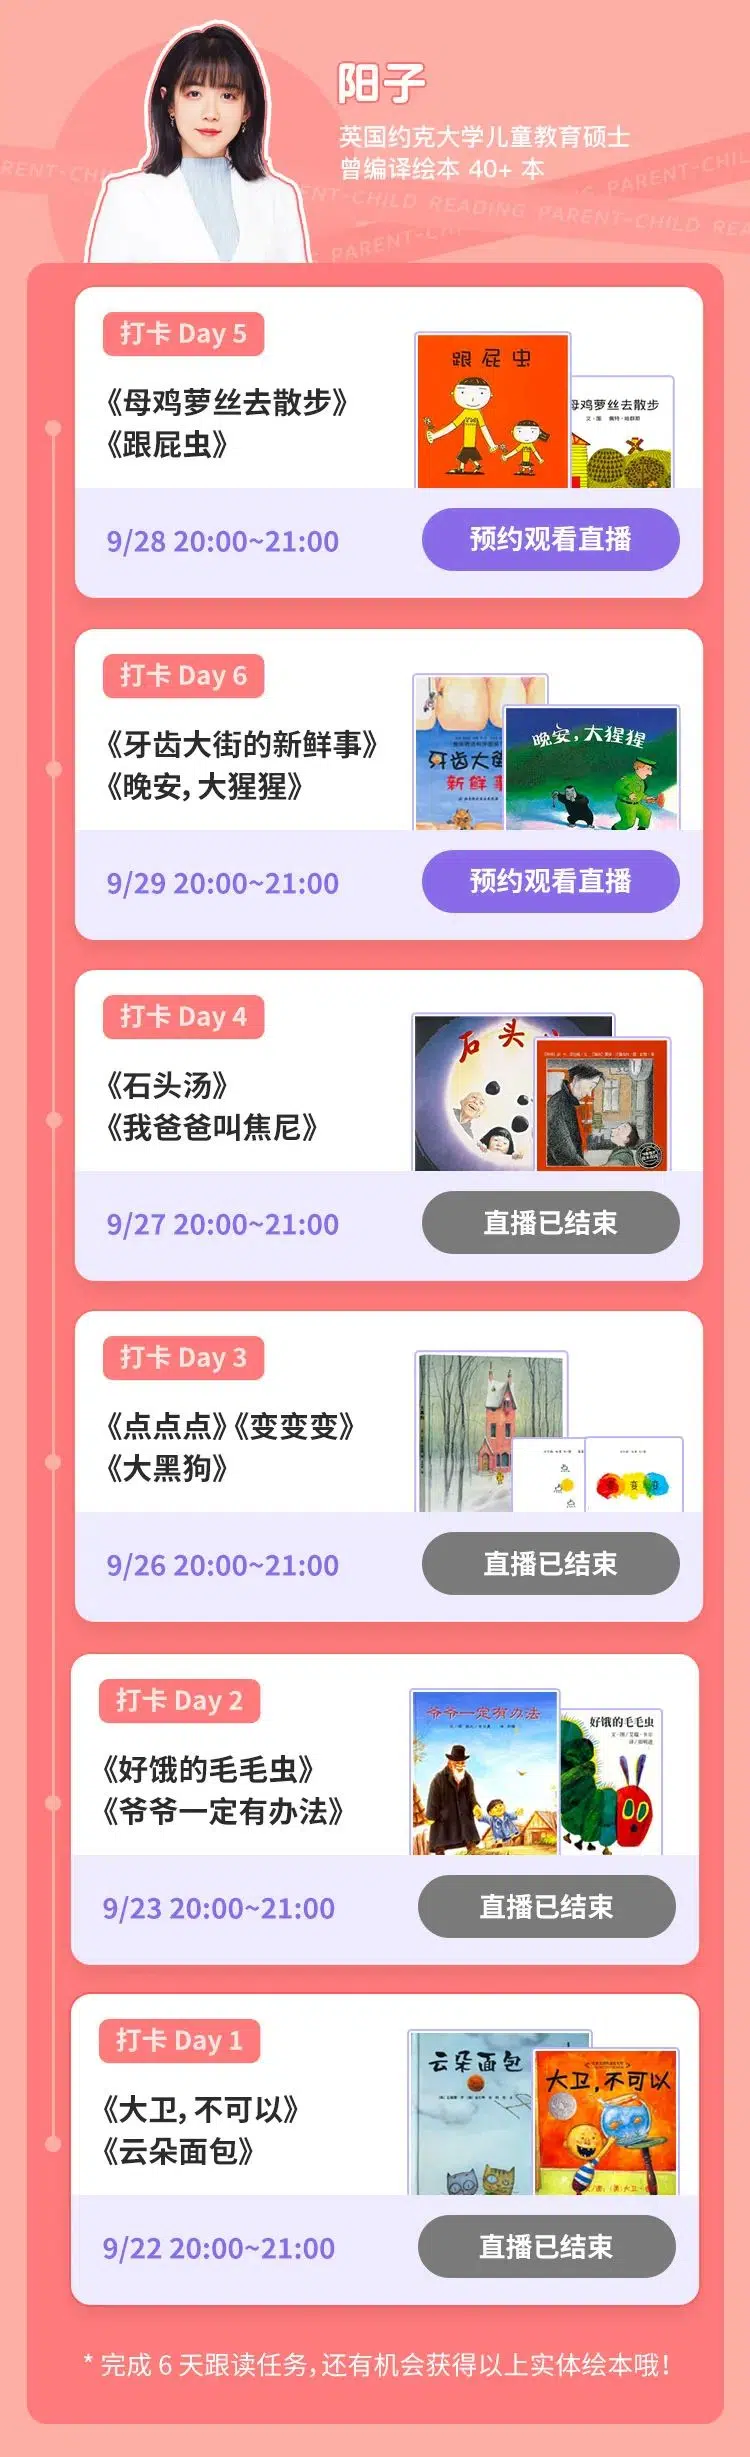 阳子
英国约克大学儿童教育硕士
曾编译绘本 40+ 本
PARENT-CHILD READING PARENT-CHILD
打卡 Day 5
《母鸡萝丝去散步》
《跟屁虫》
跟屁虫
母鸡萝丝去散步
9/28 20:00~21:00
预约观看直播
打卡 Day 6
《牙齿大街的新鲜事》
《晚安，大猩猩》
牙齿大
新鲜事
晚安，大猩猩
9/29 20:00~21:00
预约观看直播
打卡 Day 4
《石头汤》
《我爸爸叫焦尼》
石头
9/27 20:00~21:00
直播已结束
打卡 Day 3
《点点点》《变变变》
《大黑狗》
变 变
9/26 20:00~21:00
直播已结束
打卡 Day 2
《好饿的毛毛虫》
《爷爷一定有办法》
爷爷一定有办法
好饿的毛毛虫
9/23 20:00~21:00
直播已结束
打卡 Day 1
《大卫，不可以》
《云朵面包》
云朵面包
大卫，不可以
9/22 20:00~21:00
直播已结束
* 完成 6 天跟读任务，还有机会获得以上实体绘本哦！